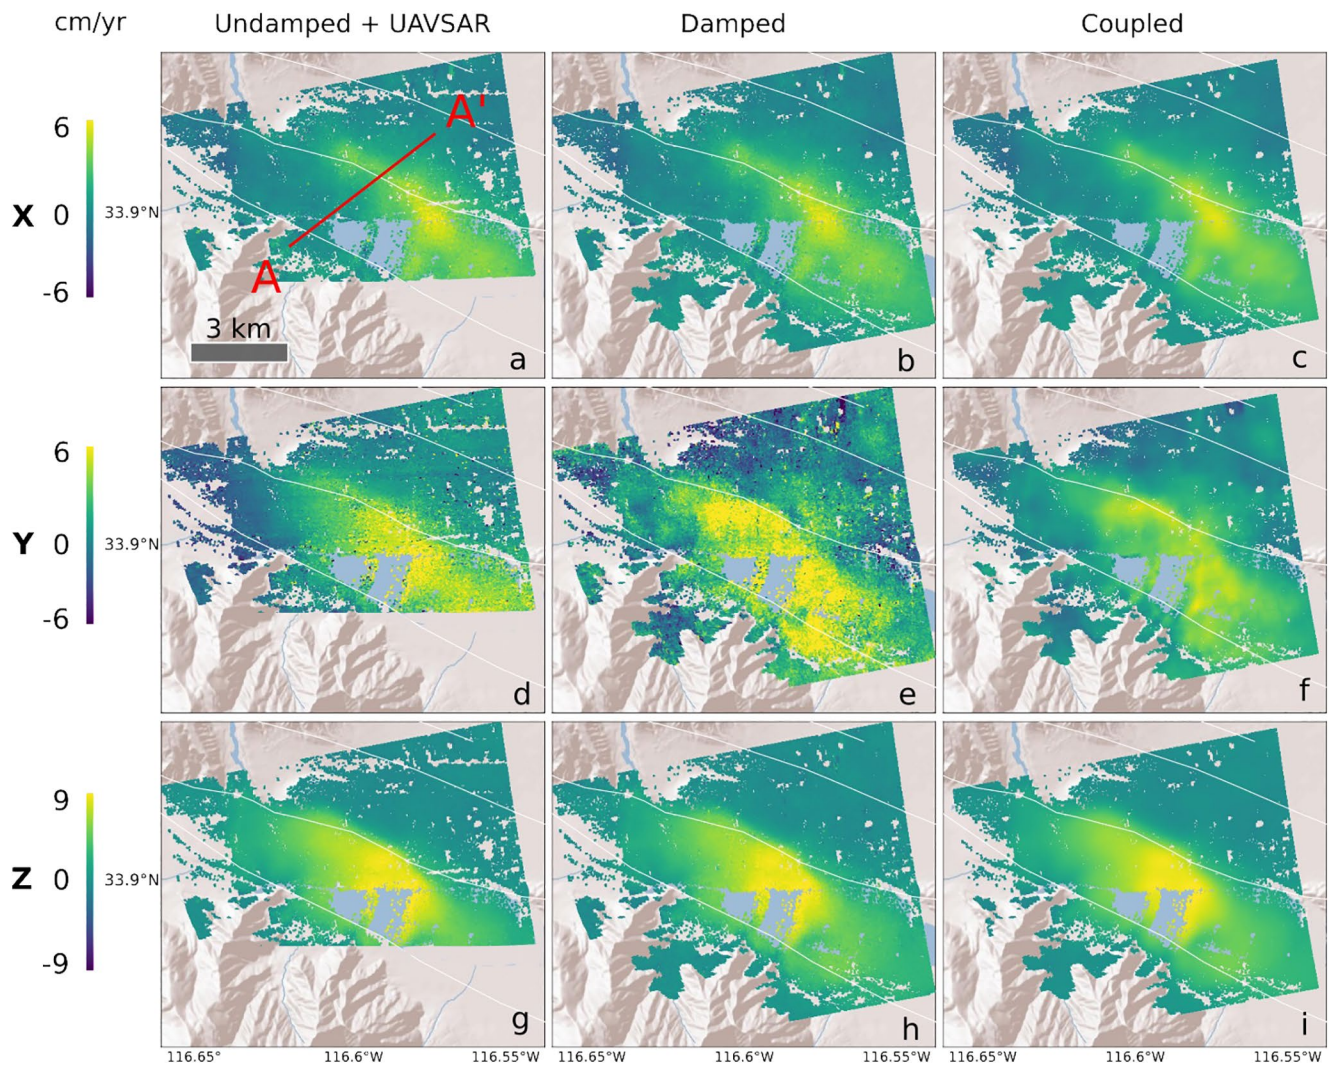 cm/yr Undamped + UAVSAR Damped Coupled
6
X 0 33.9°N
-6
A'
A
3 km
a b c
6
Y 0 33.9°N
-6
d e f
9
Z 0 33.9°N
-9
g h i
116.65° 116.6°W 116.55°W 116.65°W 116.6°W 116.55°W 116.65°W 116.6°W 116.55°W